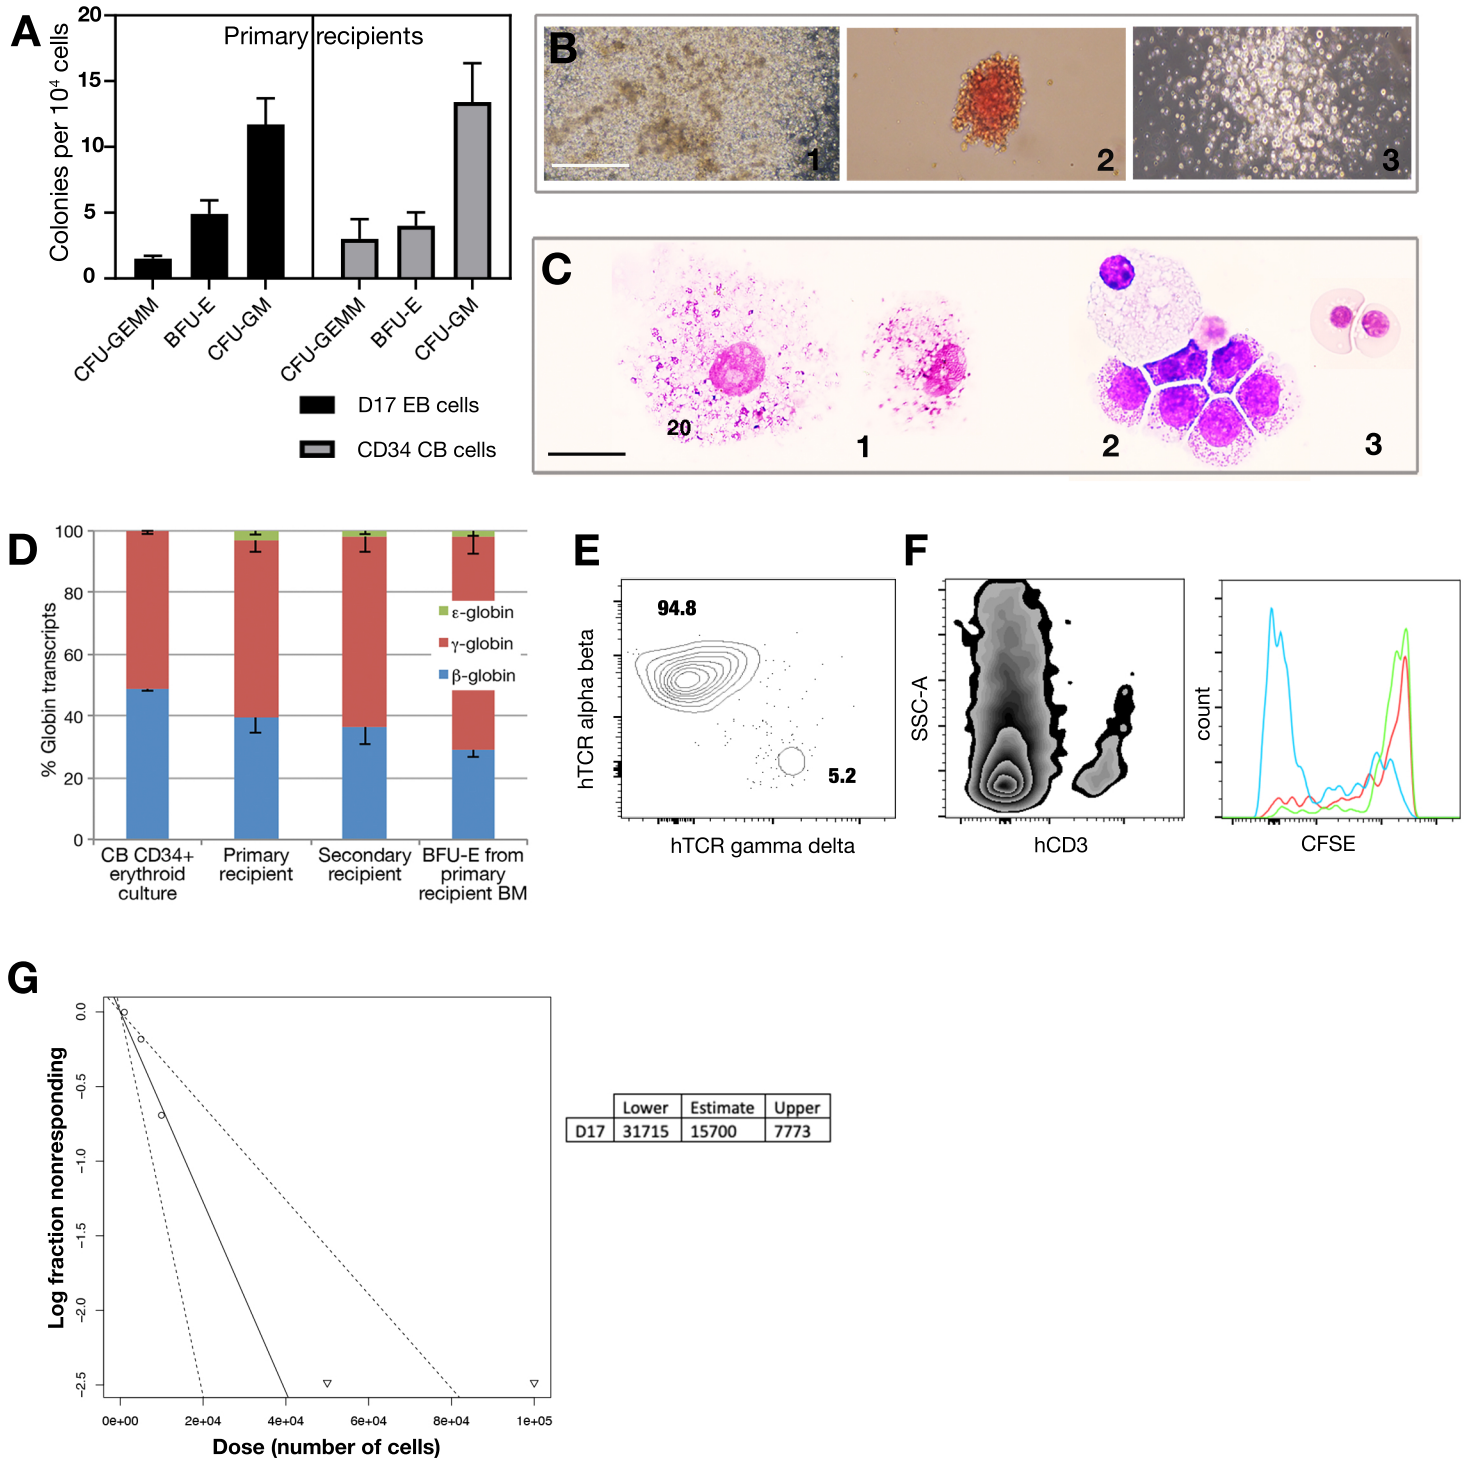 A
Primary recipients
Colonies per 10⁴ cells
20
15
10
5
0
CFU-GEMM
BFU-E
CFU-GM
CFU-GEMM
BFU-E
CFU-GM
D17 EB cells
CD34 CB cells
B
1
2
3
C
20
1
2
3
D
% Globin transcripts
100
80
60
40
20
0
ε-globin
γ-globin
β-globin
CB CD34+
erythroid
culture
Primary
recipient
Secondary
recipient
BFU-E from
primary
recipient BM
E
94.8
5.2
hTCR alpha beta
hTCR gamma delta
F
SSC-A
hCD3
count
CFSE
G
Log fraction nonresponding
0.0
-0.5
-1.0
-1.5
-2.0
-2.5
0e+00
2e+04
4e+04
6e+04
8e+04
1e+05
Dose (number of cells)
Lower Estimate Upper
D17 31715 15700 7773